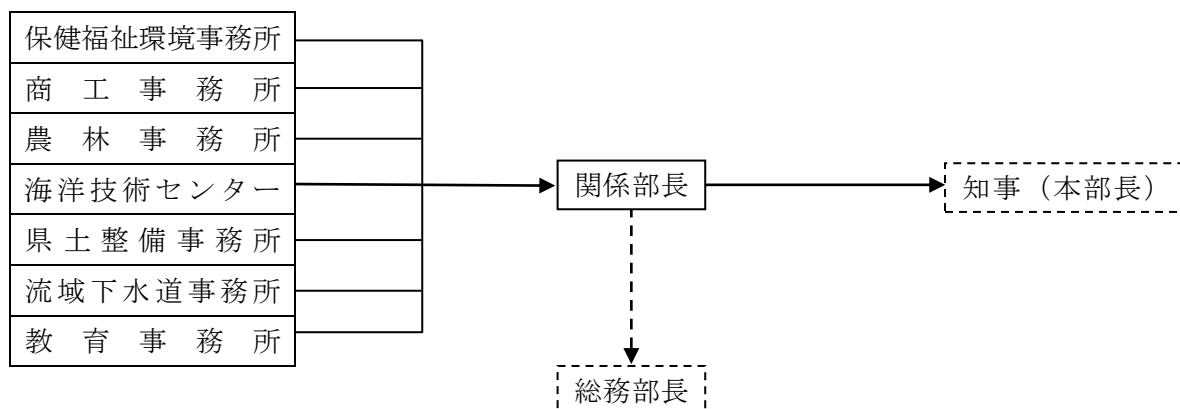 保健福祉環境事務所
商工事務所
農林事務所
海洋技術センター
県土整備事務所
流域下水道事務所
教育事務所
関係部長
知事（本部長）
総務部長